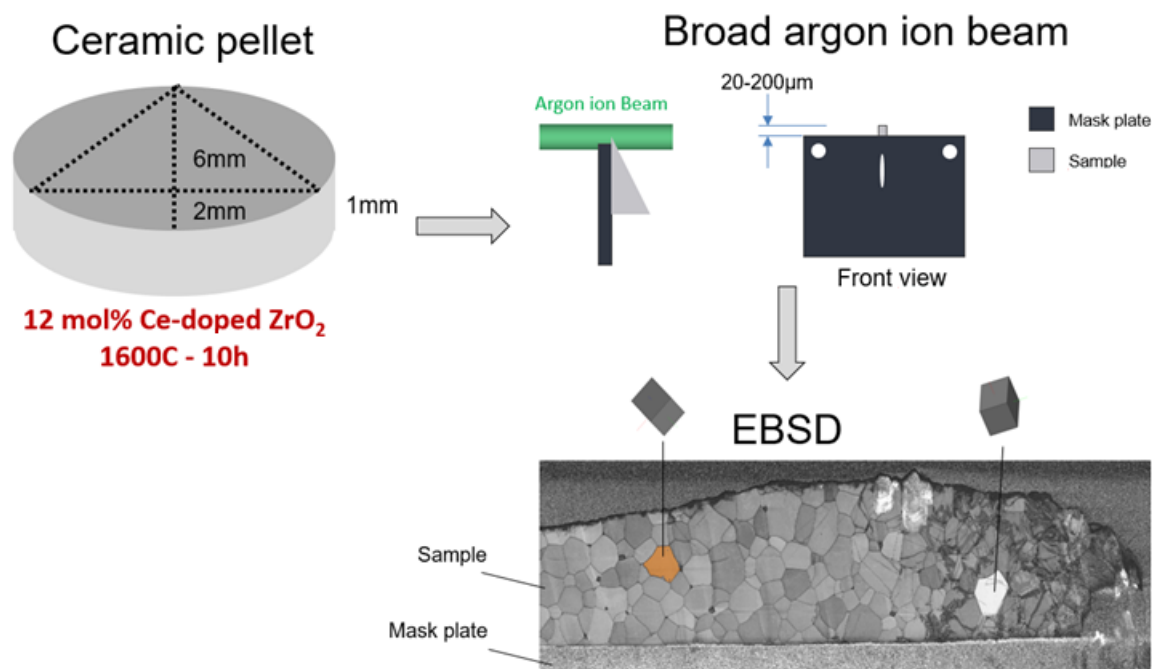 Ceramic pellet
6mm
2mm
1mm
12 mol% Ce-doped ZrO₂
1600C - 10h
Broad argon ion beam
Argon ion Beam
20-200µm
Mask plate
Sample
Front view
EBSD
Sample
Mask plate